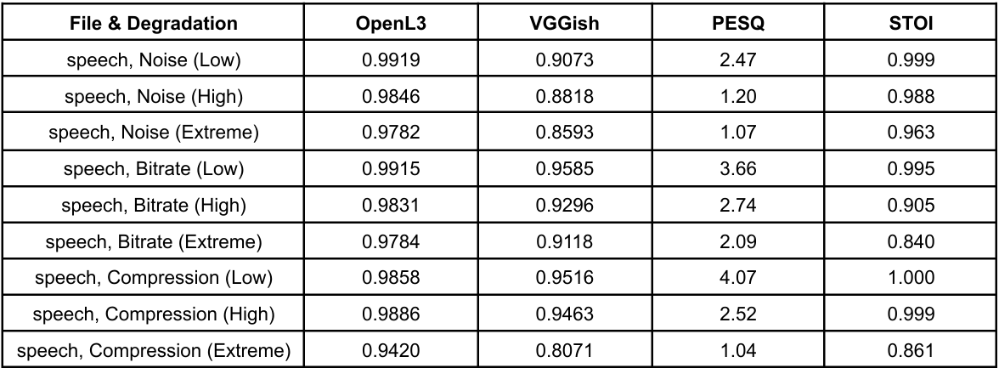 File & Degradation OpenL3 VGGish PESQ STOI
speech, Noise (Low) 0.9919 0.9073 2.47 0.999
speech, Noise (High) 0.9846 0.8818 1.20 0.988
speech, Noise (Extreme) 0.9782 0.8593 1.07 0.963
speech, Bitrate (Low) 0.9915 0.9585 3.66 0.995
speech, Bitrate (High) 0.9831 0.9296 2.74 0.905
speech, Bitrate (Extreme) 0.9784 0.9118 2.09 0.840
speech, Compression (Low) 0.9858 0.9516 4.07 1.000
speech, Compression (High) 0.9886 0.9463 2.52 0.999
speech, Compression (Extreme) 0.9420 0.8071 1.04 0.861